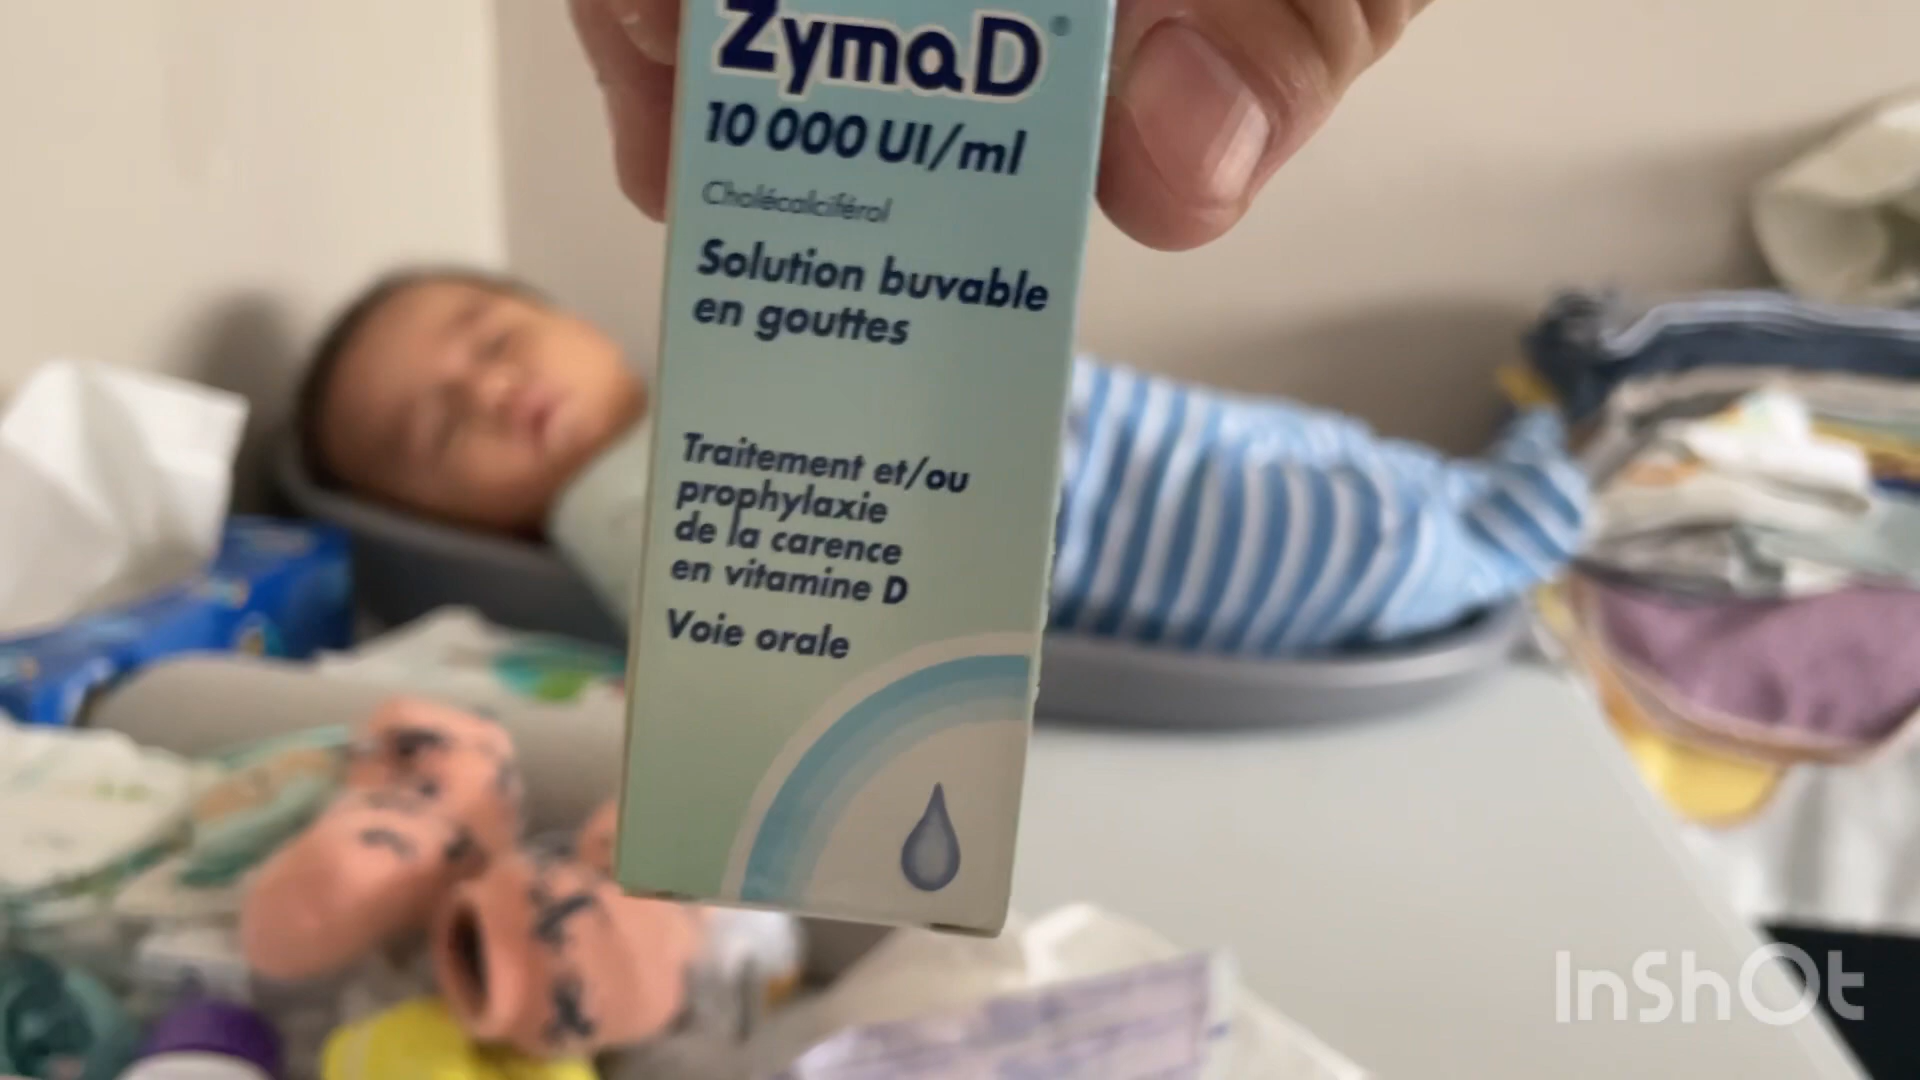 ZymaD®
10 000 UI/ml
Cholécalciférol
Solution buvable
en gouttes
Traitement et/ou
prophylaxie
de la carence
en vitamine D
Voie orale
InShOt